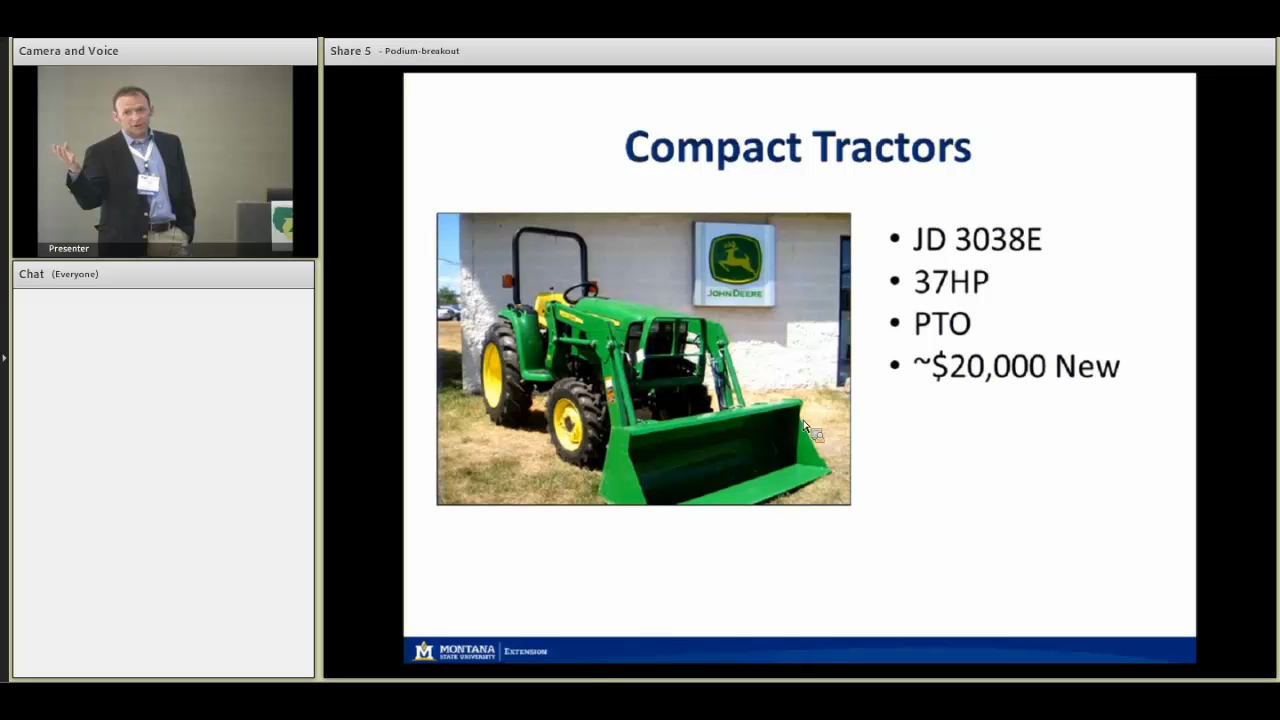 Camera and Voice
Presenter
Chat (Everyone)
Share 5 - Podium-breakout
Compact Tractors
JOHN DEERE
• JD 3038E
• 37HP
• PTO
• ~$20,000 New
M MONTANA
STATE UNIVERSITY
EXTENSION